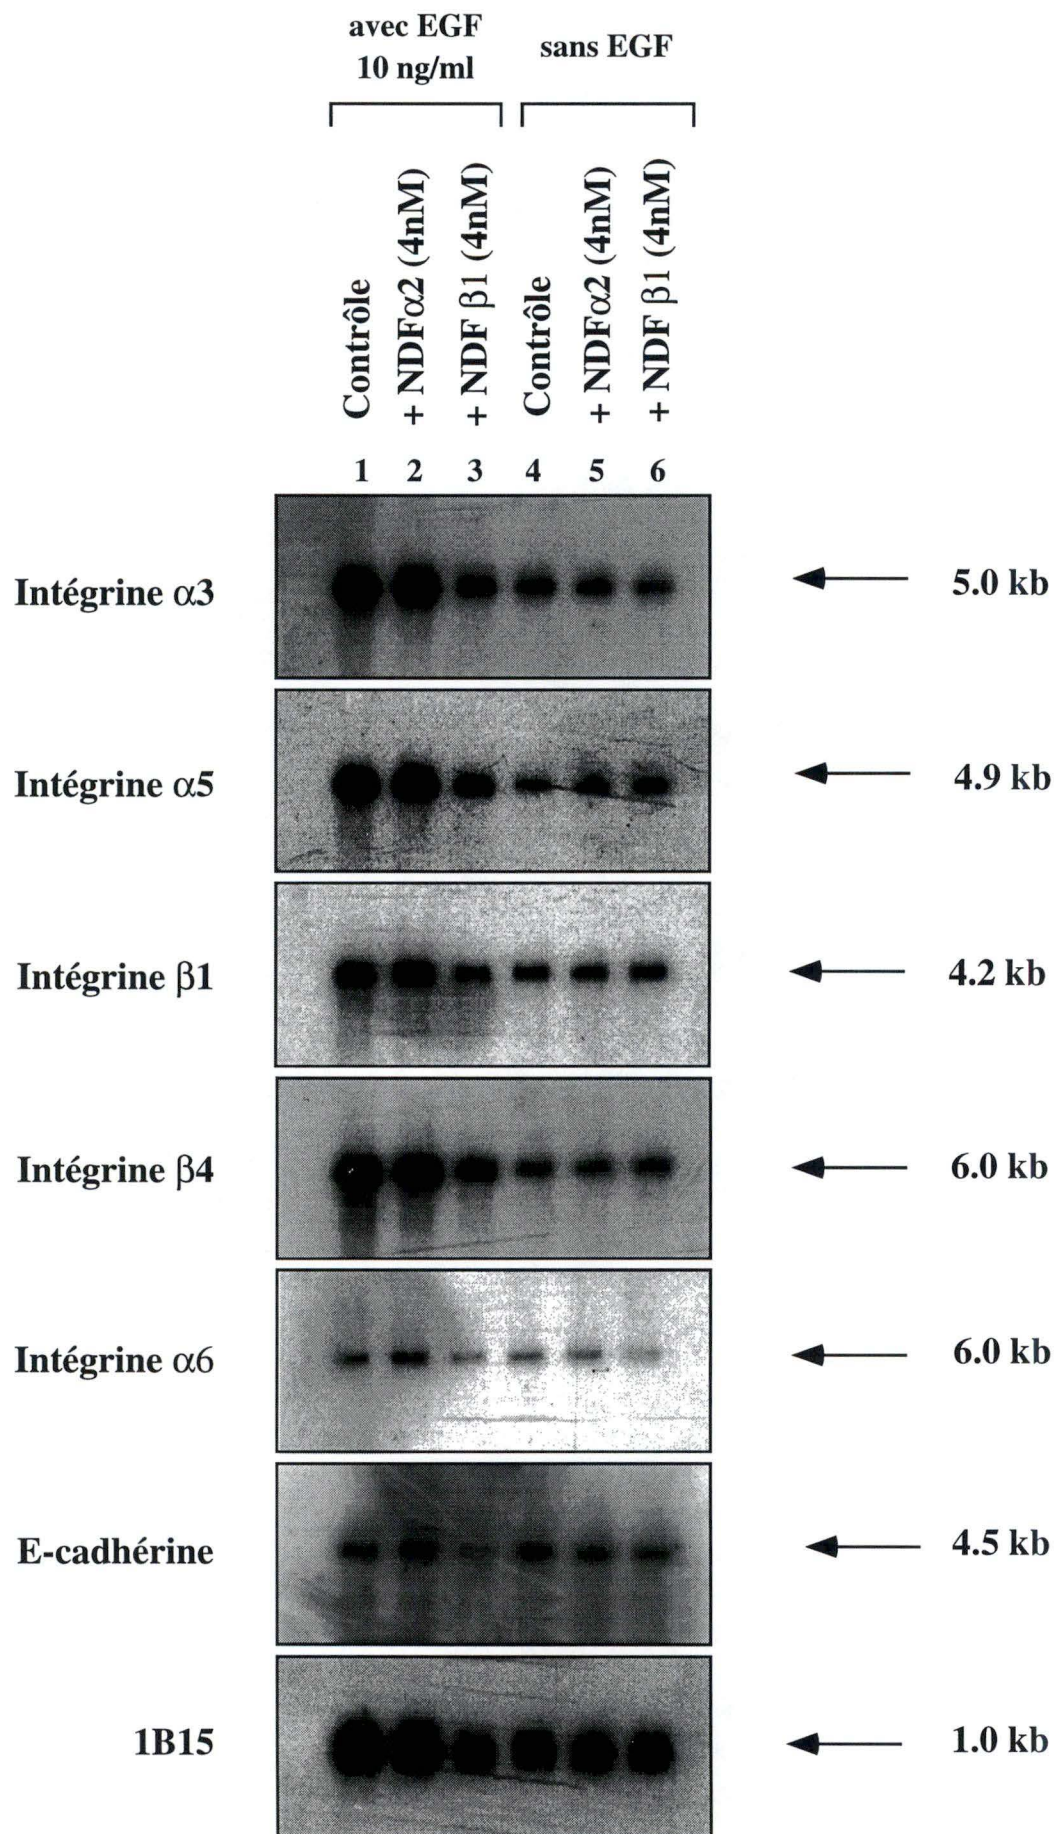 avec EGF
10 ng/ml
sans EGF
Contrôle
+ NDFα2 (4nM)
+ NDF β1 (4nM)
Contrôle
+ NDFα2 (4nM)
+ NDF β1 (4nM)
1 2 3 4 5 6
Intégrine α3 5.0 kb
Intégrine α5 4.9 kb
Intégrine β1 4.2 kb
Intégrine β4 6.0 kb
Intégrine α6 6.0 kb
E-cadhérine 4.5 kb
1B15 1.0 kb